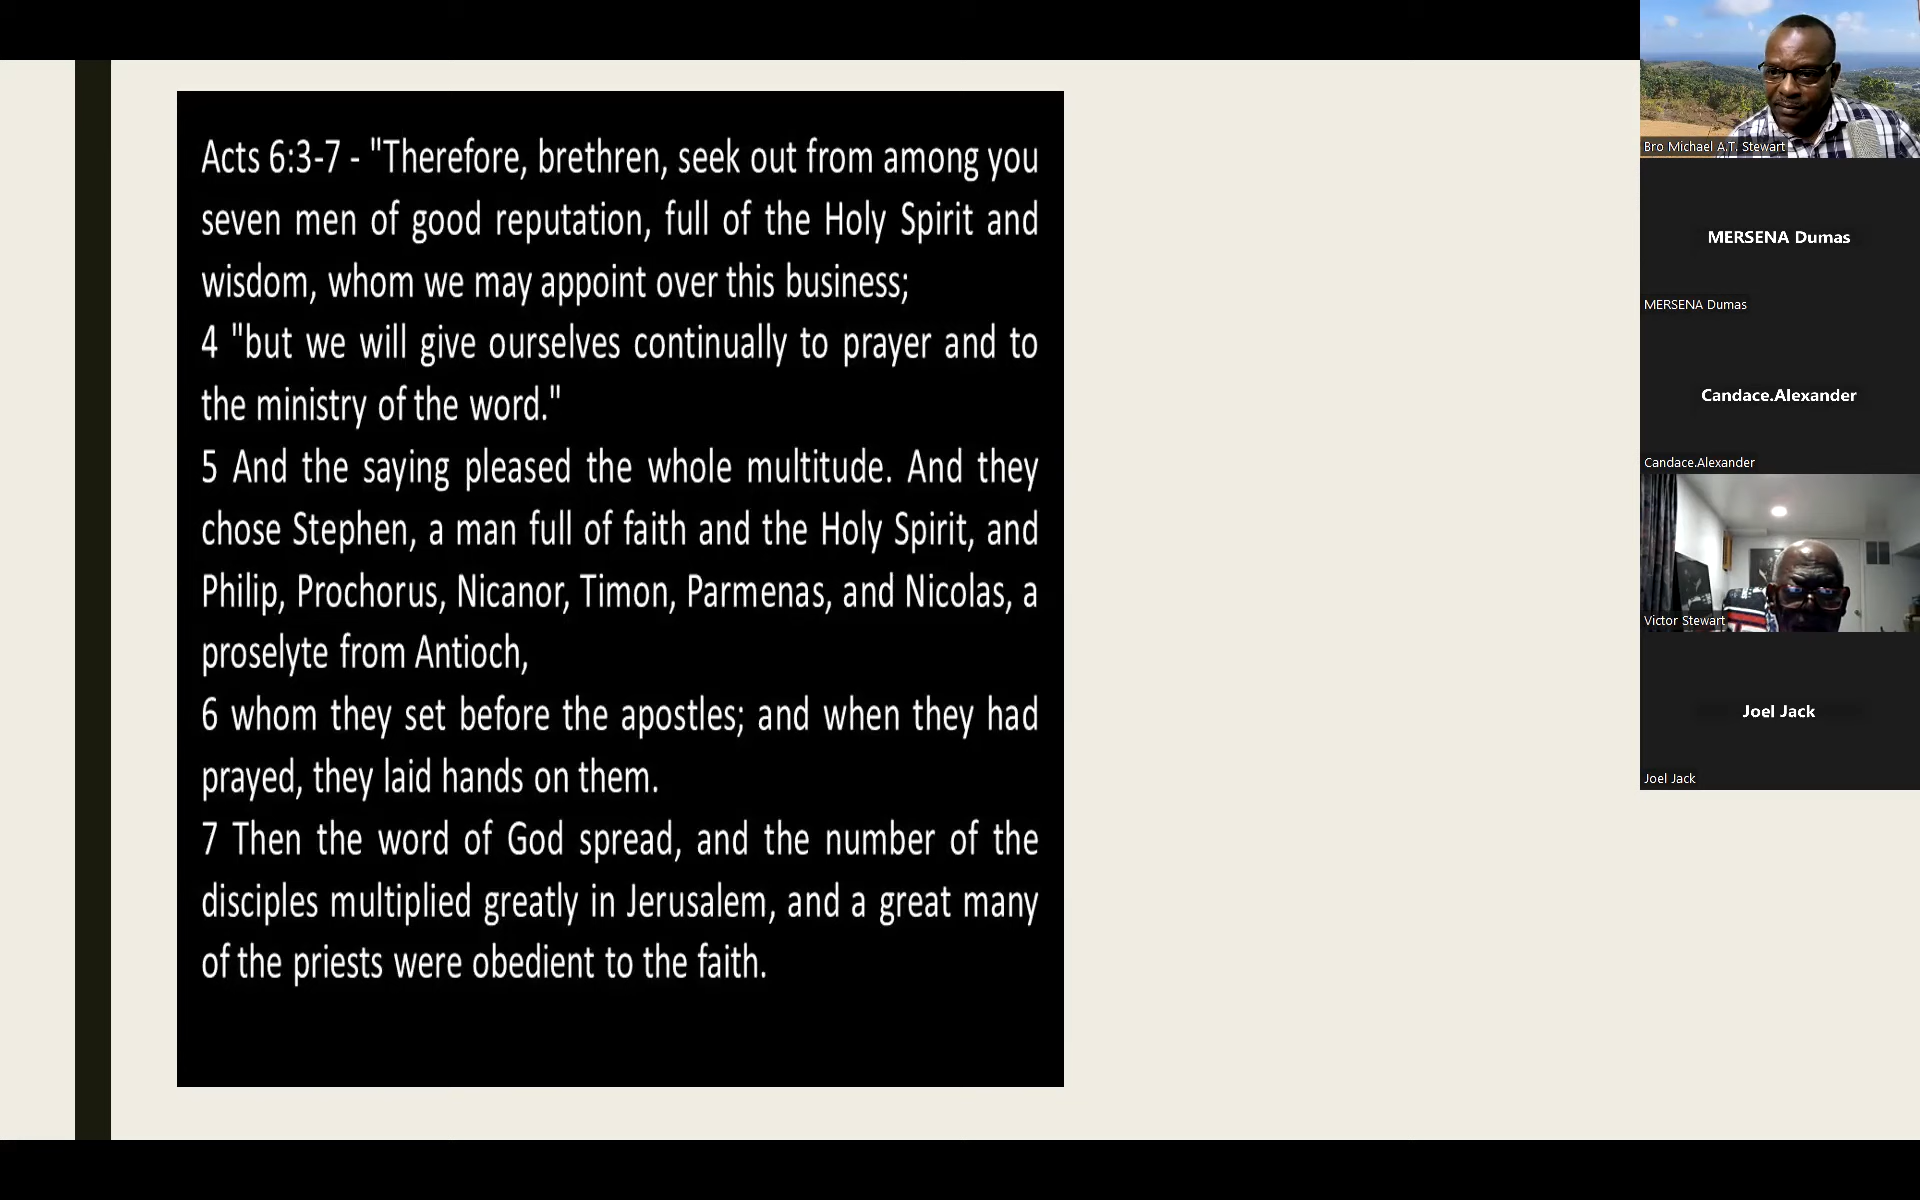 Acts 6:3-7 - "Therefore, brethren, seek out from among you
seven men of good reputation, full of the Holy Spirit and
wisdom, whom we may appoint over this business;
4 "but we will give ourselves continually to prayer and to
the ministry of the word."
5 And the saying pleased the whole multitude. And they
chose Stephen, a man full of faith and the Holy Spirit, and
Philip, Prochorus, Nicanor, Timon, Parmenas, and Nicolas, a
proselyte from Antioch,
6 whom they set before the apostles; and when they had
prayed, they laid hands on them.
7 Then the word of God spread, and the number of the
disciples multiplied greatly in Jerusalem, and a great many
of the priests were obedient to the faith.
Bro Michael A.T. Stewart
MERSENA Dumas
MERSENA Dumas
Candace.Alexander
Candace.Alexander
Victor Stewart
Joel Jack
Joel Jack